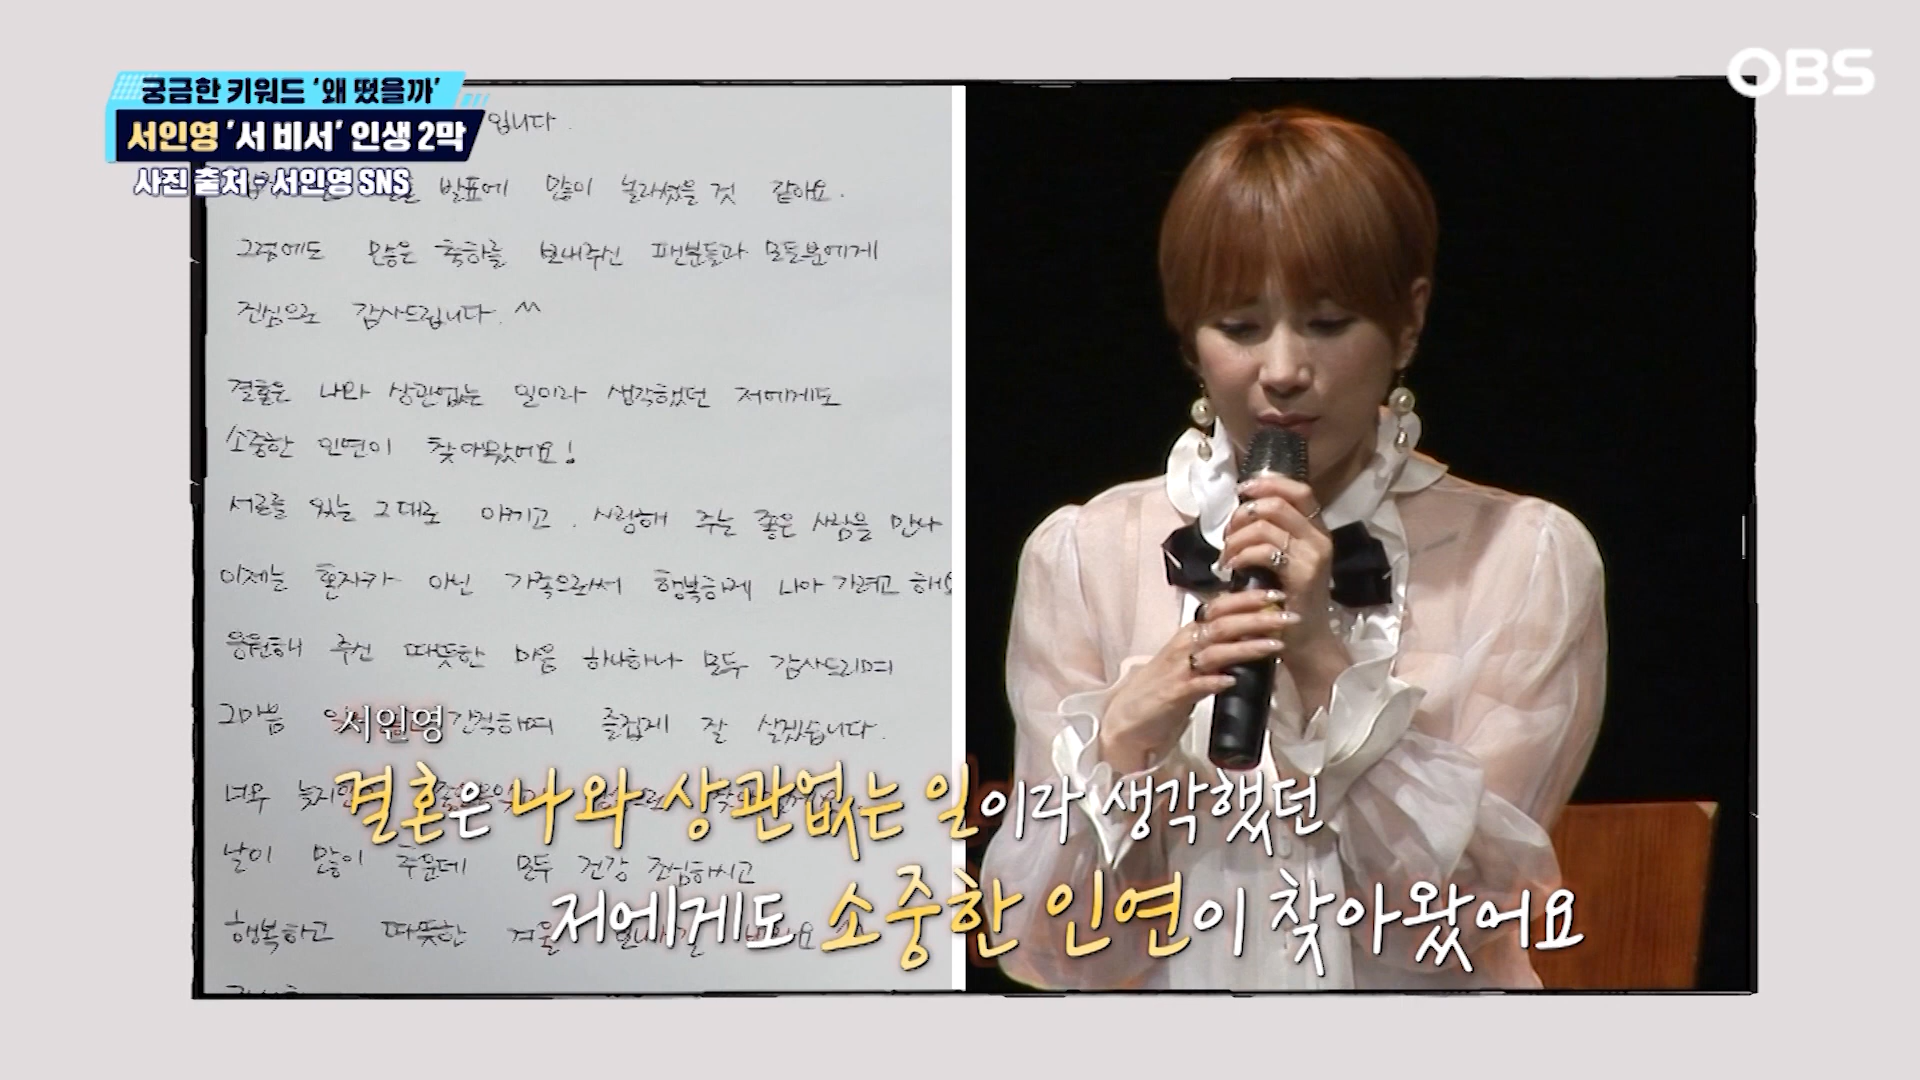 궁금한 키워드 '왜 떴을까'
OBS
서인영 '서 비서' 인생 2막
사진 출처 - 서인영 SNS
입니다.
발표에 많이 놀라셨을 것 같아요.
그럼에도 많은 축하를 보내주신 팬분들과 모든분에게
진심으로 감사드립니다. ^^
결혼은 나와 상관없는 일이라 생각했던 저에게도
소중한 인연이 찾아왔어요!
서로를 있는 그대로 아끼고, 사랑해 주는 좋은 사람을 만나
이제는 혼자가 아닌 가족으로써 행복하게 나아가려고 해요
응원해 주신 따뜻한 마음 하나하나 모두 감사드리며
그마음 간직하며 즐겁게 잘 살겠습니다.
너무
날이 많이 추운데 모두 건강 조심하시고
행복하고 따뜻한 겨울
서인영
결혼은 나와 상관없는 일이라 생각했던
저에게도 소중한 인연이 찾아왔어요